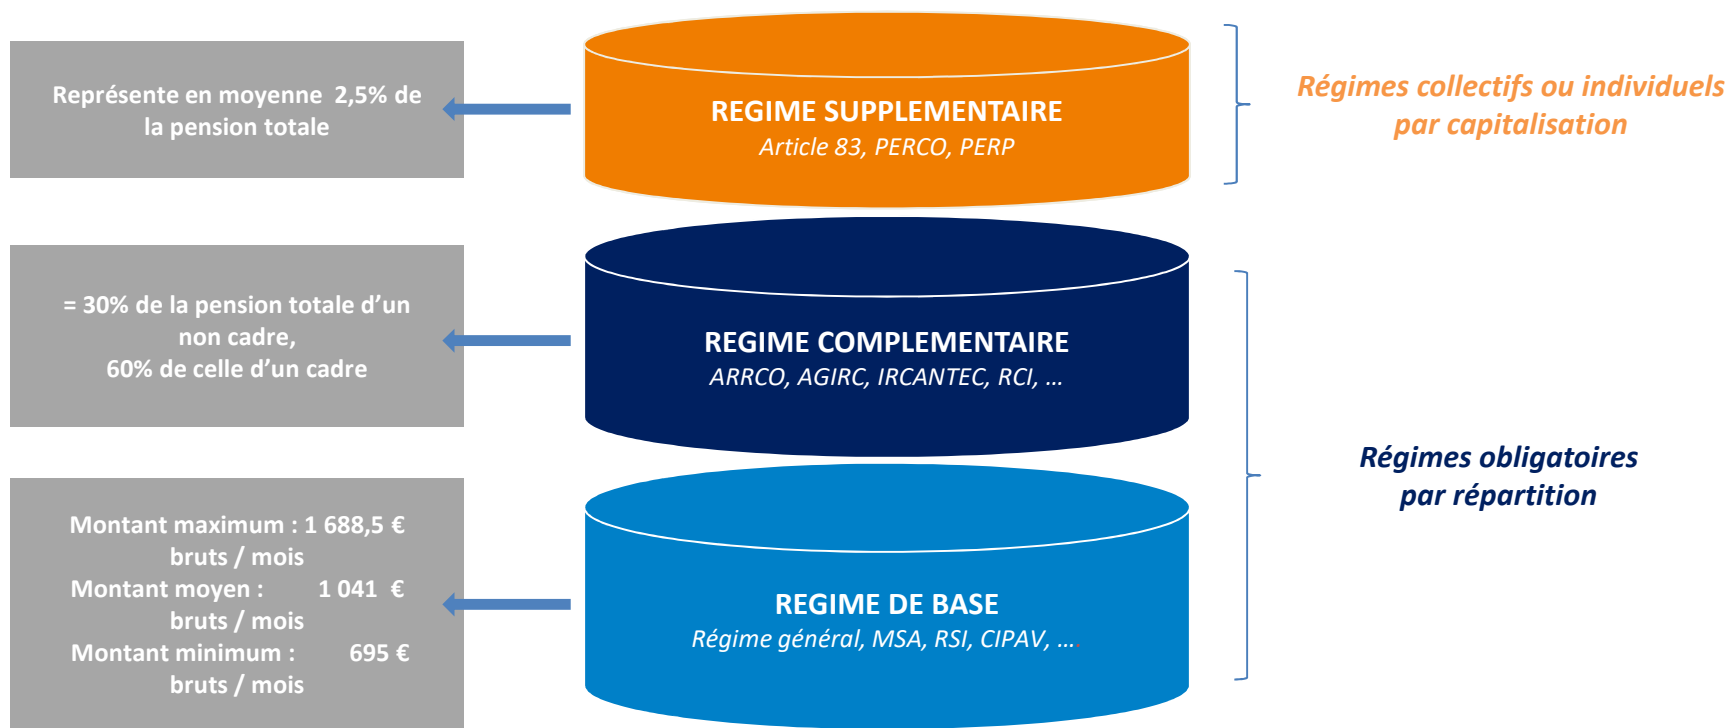 Représente en moyenne 2,5% de
la pension totale
REGIME SUPPLEMENTAIRE
Article 83, PERCO, PERP
Régimes collectifs ou individuels
par capitalisation
= 30% de la pension totale d’un
non cadre,
60% de celle d’un cadre
REGIME COMPLEMENTAIRE
ARRCO, AGIRC, IRCANTEC, RCI, …
Régimes obligatoires
par répartition
Montant maximum : 1 688,5 €
bruts / mois
Montant moyen : 1 041 €
bruts / mois
Montant minimum : 695 €
bruts / mois
REGIME DE BASE
Régime général, MSA, RSI, CIPAV, ….